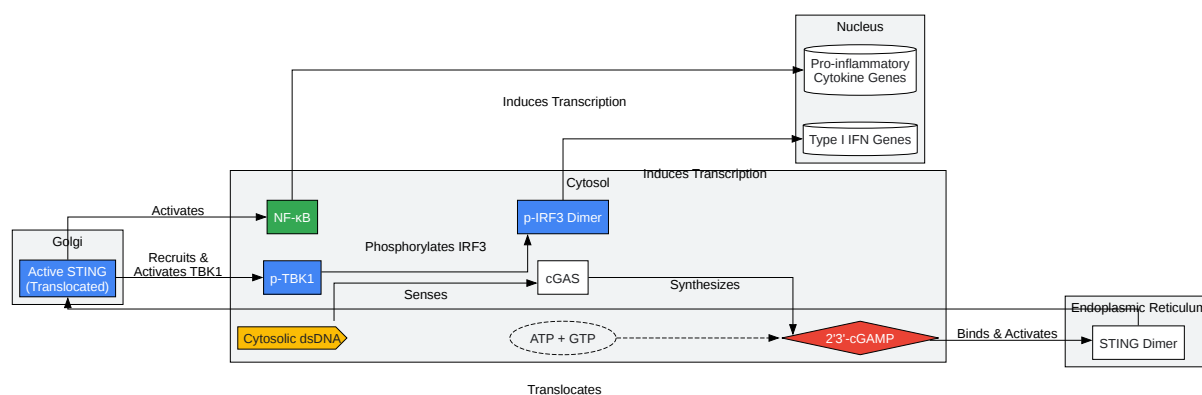 Nucleus
Pro-inflammatory
Cytokine Genes
Induces Transcription
Type I IFN Genes
Induces Transcription
Cytosol
Activates
NF-κB
p-IRF3 Dimer
Golgi
Phosphorylates IRF3
Recruits &
Activates TBK1
Active STING
(Translocated)
p-TBK1
cGAS
Synthesizes
Senses
Endoplasmic Reticulum
Cytosolic dsDNA
ATP + GTP
2'3'-cGAMP
Binds & Activates
STING Dimer
Translocates